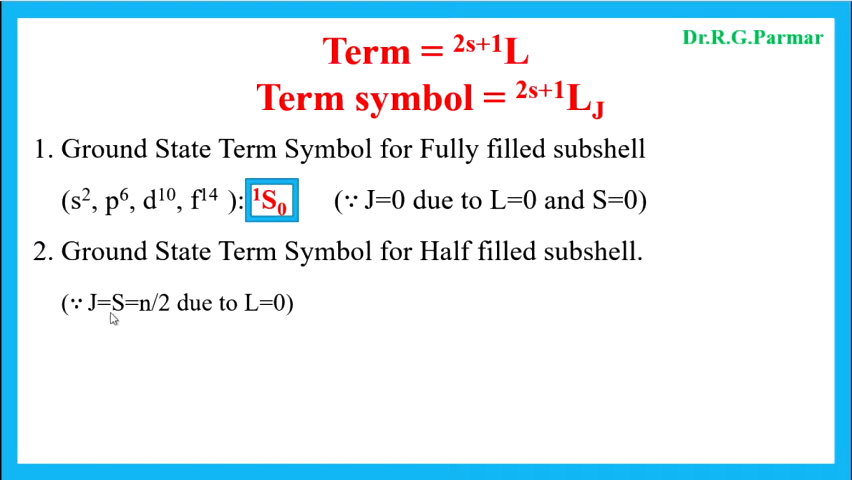 Dr.R.G.Parmar
Term = ²ˢ⁺¹L
Term symbol = ²ˢ⁺¹L_J
1. Ground State Term Symbol for Fully filled subshell
(s², p⁶, d¹⁰, f¹⁴ ): ¹S₀ (∵ J=0 due to L=0 and S=0)
2. Ground State Term Symbol for Half filled subshell.
(∵ J=S=n/2 due to L=0)